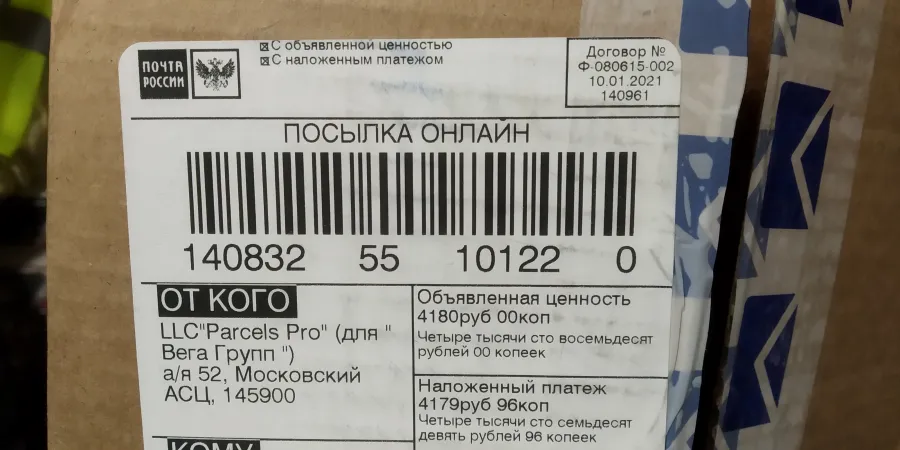 ПОЧТА
РОССИИ
С объявленной ценностью
С наложенным платежом
Договор №
Ф-080615-002
10.01.2021
140961
ПОСЫЛКА ОНЛАЙН
140832 55 10122 0
ОТ КОГО
LLC"Parcels Pro" (для "
Вега Групп ")
а/я 52, Московский
АСЦ, 145900
Объявленная ценность
4180руб 00коп
Четыре тысячи сто восемьдесят
рублей 00 копеек
Наложенный платеж
4179руб 96коп
Четыре тысячи сто семьдесят
девять рублей 96 копеек
КОМУ